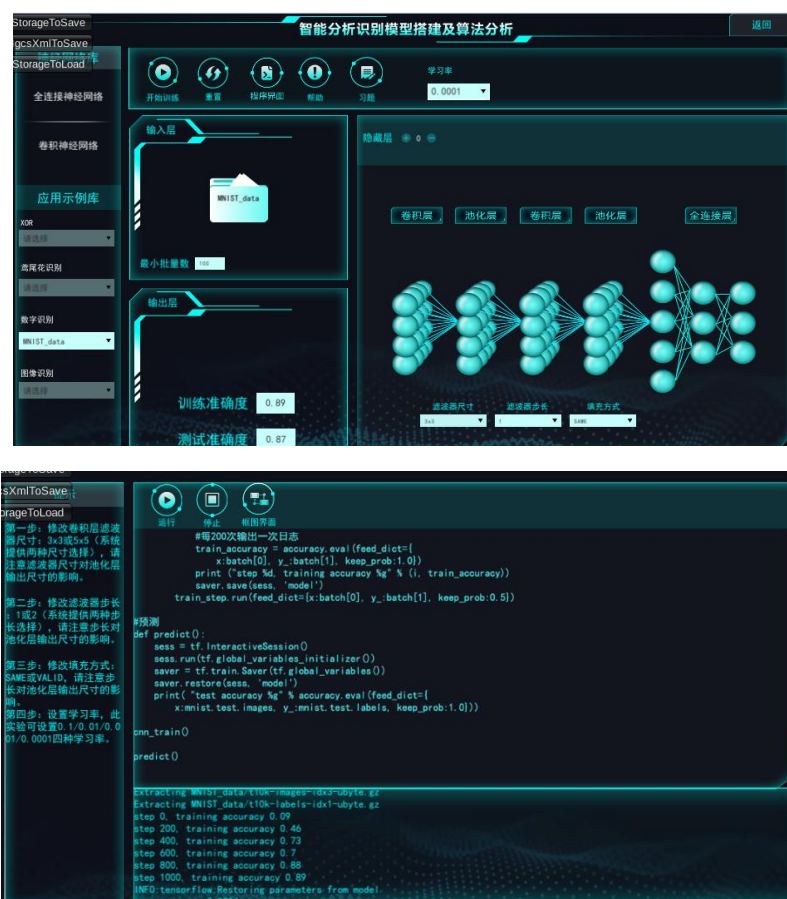 StorageToSave
智能分析识别模型搭建及算法分析
返回
gcsXmlToSave
StorageToLoad
全连接神经网络
卷积神经网络
应用示例库
XOR
请选择
鸢尾花识别
请选择
数字识别
MNIST_data
图像识别
请选择
开始训练
重置
程序界面
帮助
习题
学习率
0.0001
输入层
MNIST_data
最小批量数
100
输出层
训练准确度 0.89
测试准确度 0.87
隐藏层
0
卷积层
池化层
卷积层
池化层
全连接层
滤波器尺寸
滤波器步长
填充方式
1
SAME
orageToSave
csXmlToSave
orageToLoad
第一步：修改卷积层滤波
器尺寸：3x3或5x5（系统
提供两种尺寸选择），请
注意滤波器尺寸对池化层
输出尺寸的影响。
第二步：修改滤波器步长
：1或2（系统提供两种步
长选择），请注意步长对
池化层输出尺寸的影响。
第三步：修改填充方式：
SAME或VALID，请注意步
长对池化层输出尺寸的影
响。
第四步：设置学习率，此
实验可设置0.1/0.01/0.0
01/0.0001四种学习率。
运行
停止
框图界面
#每200次输出一次日志
train_accuracy = accuracy.eval(feed_dict={
x:batch[0], y_:batch[1], keep_prob:1.0})
print ("step %d, training accuracy %g" % (i, train_accuracy))
saver.save(sess, 'model')
train_step.run(feed_dict={x:batch[0], y_:batch[1], keep_prob:0.5})
#预测
def predict():
sess = tf.InteractiveSession()
sess.run(tf.global_variables_initializer())
saver = tf.train.Saver(tf.global_variables())
saver.restore(sess, 'model')
print( "test accuracy %g" % accuracy.eval(feed_dict={
x:mnist.test.images, y_:mnist.test.labels, keep_prob:1.0}))
cnn_train()
predict()
Extracting MNIST_data/t10k-images-idx3-ubyte.gz
Extracting MNIST_data/t10k-labels-idx1-ubyte.gz
step 0, training accuracy 0.09
step 200, training accuracy 0.46
step 400, training accuracy 0.73
step 600, training accuracy 0.7
step 800, training accuracy 0.88
step 1000, training accuracy 0.89
INFO:tensorflow:Restoring parameters from model